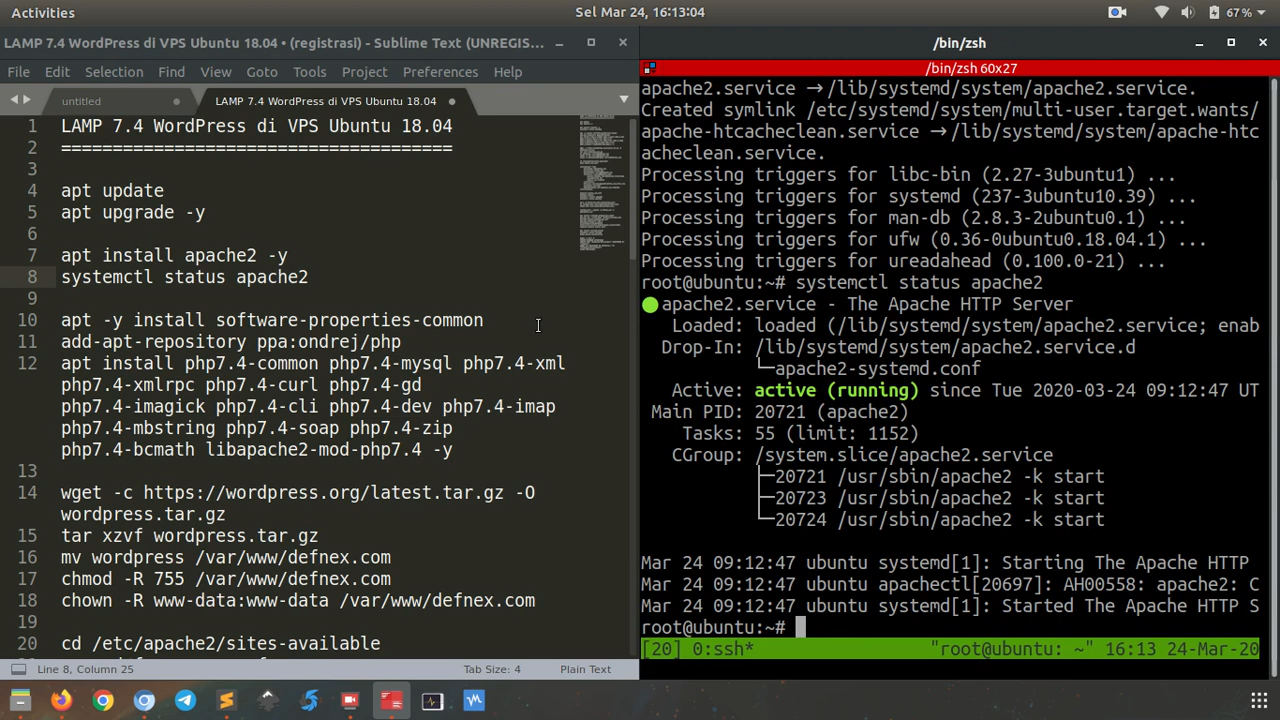 Activities
Sel Mar 24, 16:13:04
67%
LAMP 7.4 WordPress di VPS Ubuntu 18.04 • (registrasi) - Sublime Text (UNREGIS...
File Edit Selection Find View Goto Tools Project Preferences Help
untitled
LAMP 7.4 WordPress di VPS Ubuntu 18.04
1 LAMP 7.4 WordPress di VPS Ubuntu 18.04
2 ======================================
3
4 apt update
5 apt upgrade -y
6
7 apt install apache2 -y
8 systemctl status apache2
9
10 apt -y install software-properties-common
11 add-apt-repository ppa:ondrej/php
12 apt install php7.4-common php7.4-mysql php7.4-xml
php7.4-xmlrpc php7.4-curl php7.4-gd
php7.4-imagick php7.4-cli php7.4-dev php7.4-imap
php7.4-mbstring php7.4-soap php7.4-zip
php7.4-bcmath libapache2-mod-php7.4 -y
13
14 wget -c https://wordpress.org/latest.tar.gz -O
wordpress.tar.gz
15 tar xzvf wordpress.tar.gz
16 mv wordpress /var/www/defnex.com
17 chmod -R 755 /var/www/defnex.com
18 chown -R www-data:www-data /var/www/defnex.com
19
20 cd /etc/apache2/sites-available
Line 8, Column 25
Tab Size: 4
Plain Text
/bin/zsh
/bin/zsh 60x27
apache2.service → /lib/systemd/system/apache2.service.
Created symlink /etc/systemd/system/multi-user.target.wants/
apache-htcacheclean.service → /lib/systemd/system/apache-htc
acheclean.service.
Processing triggers for libc-bin (2.27-3ubuntu1) ...
Processing triggers for systemd (237-3ubuntu10.39) ...
Processing triggers for man-db (2.8.3-2ubuntu0.1) ...
Processing triggers for ufw (0.36-0ubuntu0.18.04.1) ...
Processing triggers for ureadahead (0.100.0-21) ...
root@ubuntu:~# systemctl status apache2
● apache2.service - The Apache HTTP Server
Loaded: loaded (/lib/systemd/system/apache2.service; enab
Drop-In: /lib/systemd/system/apache2.service.d
└─apache2-systemd.conf
Active: active (running) since Tue 2020-03-24 09:12:47 UT
Main PID: 20721 (apache2)
Tasks: 55 (limit: 1152)
CGroup: /system.slice/apache2.service
├─20721 /usr/sbin/apache2 -k start
├─20723 /usr/sbin/apache2 -k start
└─20724 /usr/sbin/apache2 -k start
Mar 24 09:12:47 ubuntu systemd[1]: Starting The Apache HTTP
Mar 24 09:12:47 ubuntu apachectl[20697]: AH00558: apache2: C
Mar 24 09:12:47 ubuntu systemd[1]: Started The Apache HTTP S
root@ubuntu:~#
[20] 0:ssh* "root@ubuntu: ~" 16:13 24-Mar-20